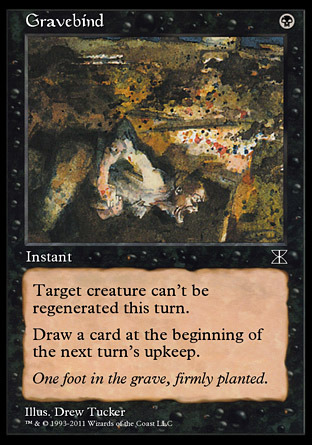 Gravebind
Instant
Target creature can't be
regenerated this turn.
Draw a card at the beginning of
the next turn's upkeep.
One foot in the grave, firmly planted.
Illus. Drew Tucker
™ & © 1993-2011 Wizards of the Coast LLC